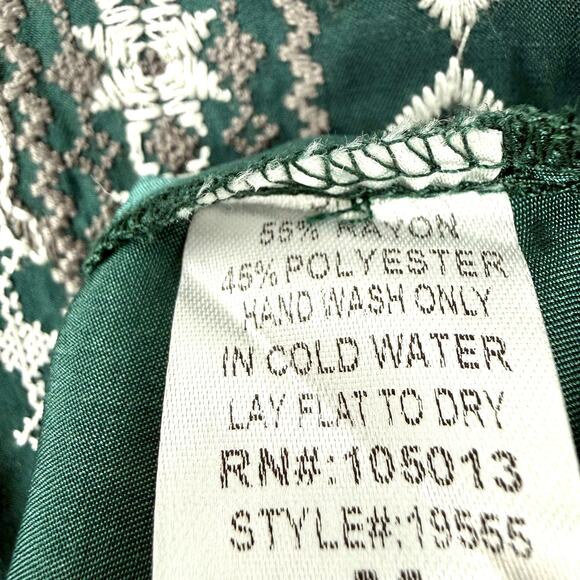 55% RAYON
45% POLYESTER
HAND WASH ONLY
IN COLD WATER
LAY FLAT TO DRY
RN#:105013
STYLE#:19555